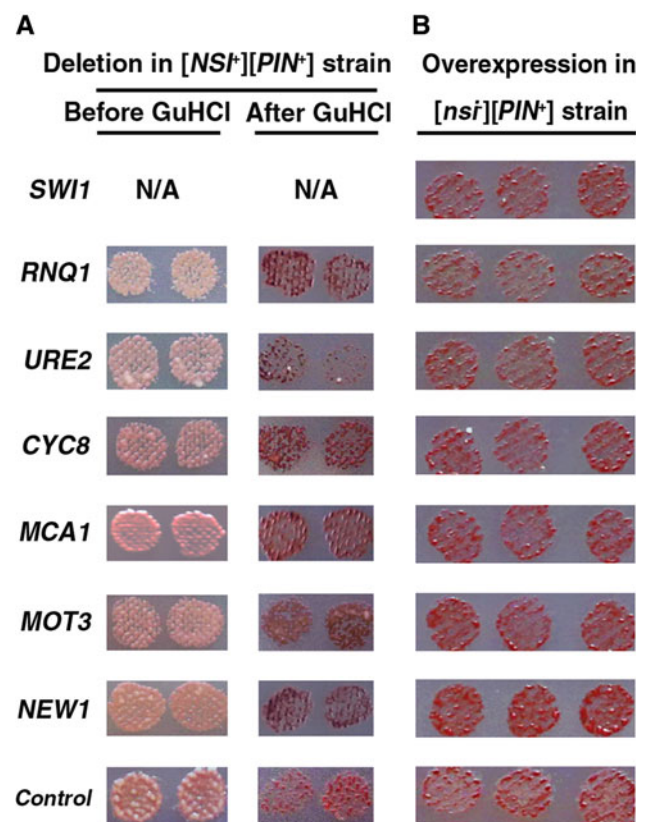 A
B
Deletion in [NSI+][PIN+] strain
Overexpression in
[nsi-][PIN+] strain
Before GuHCl After GuHCl
SWI1 N/A N/A
RNQ1
URE2
CYC8
MCA1
MOT3
NEW1
Control